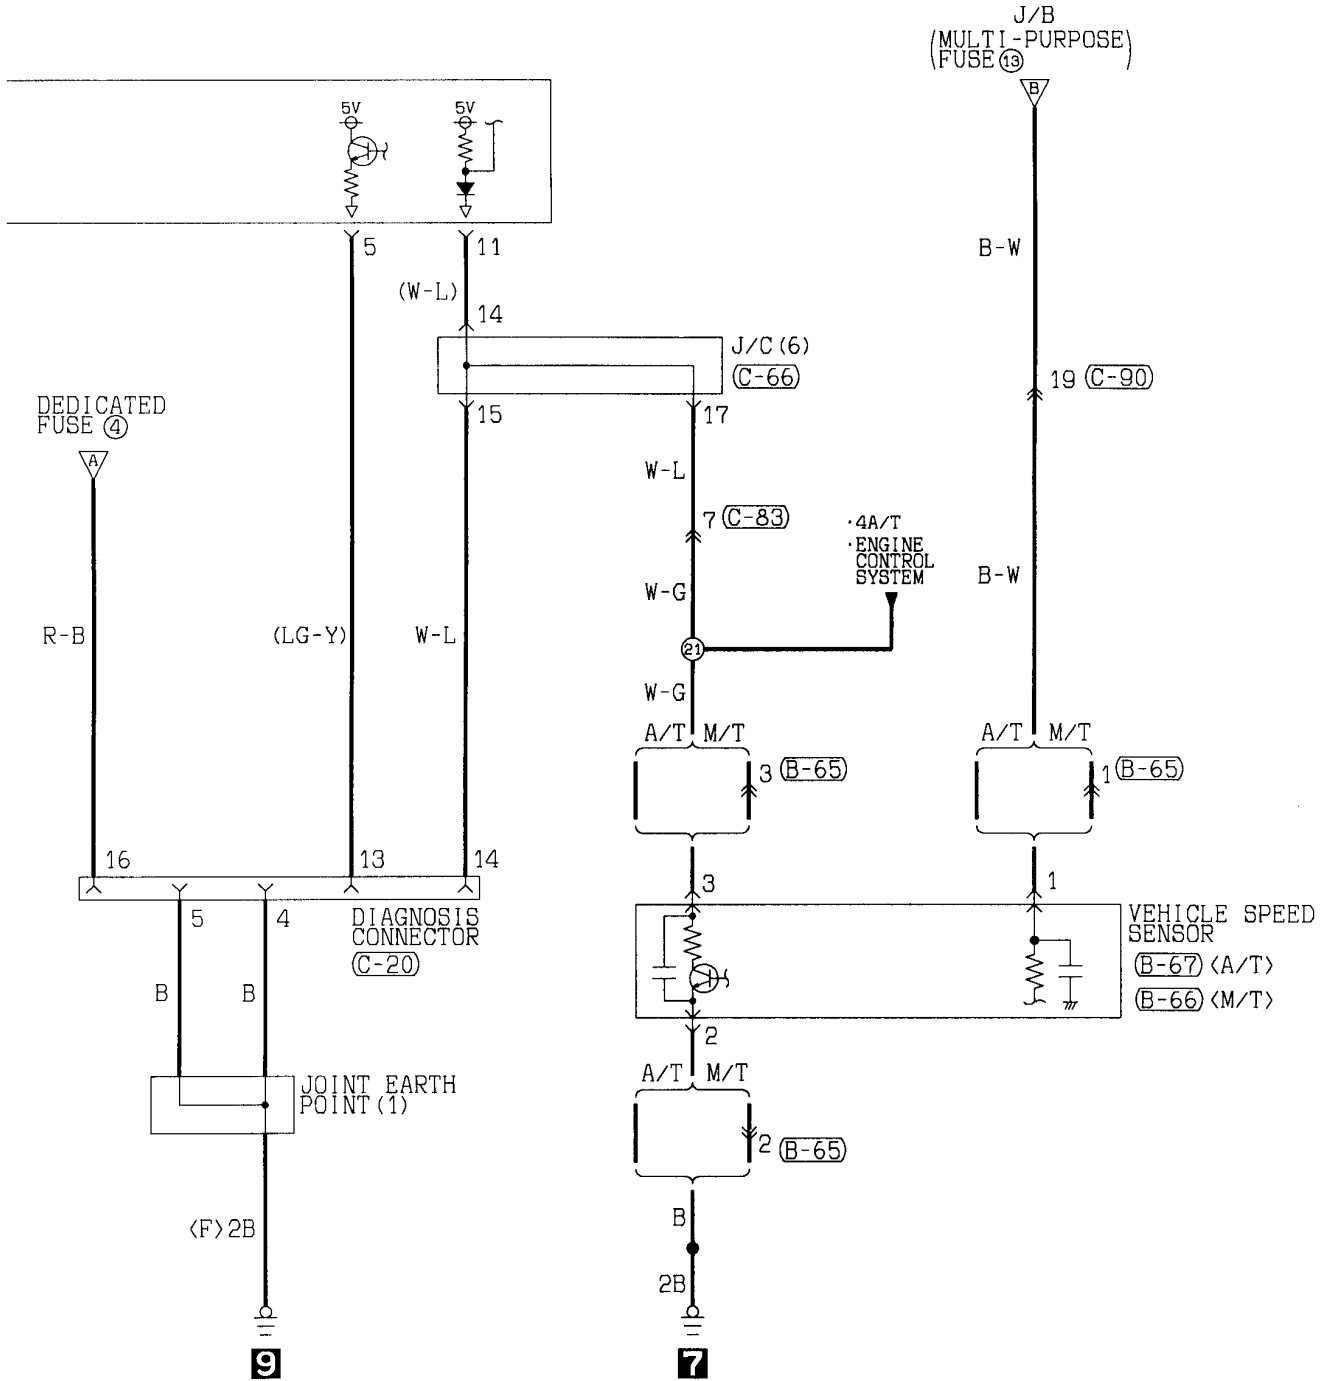 J/B
(MULTI-PURPOSE)
FUSE ⑬
B
5V
5V
5
11
B-W
(W-L)
14
J/C(6)
C-66
19 C-90
DEDICATED
FUSE ④
15
17
A
W-L
7 C-83
·4A/T
·ENGINE
CONTROL
SYSTEM
B-W
W-G
R-B
(LG-Y)
W-L
21
W-G
A/T M/T
A/T M/T
3 B-65
1 B-65
16
13
14
3
1
5
4
DIAGNOSIS
CONNECTOR
C-20
VEHICLE SPEED
SENSOR
B-67 <A/T>
B-66 <M/T>
B
B
2
A/T M/T
JOINT EARTH
POINT(1)
2 B-65
<F>2B
B
2B
9
7